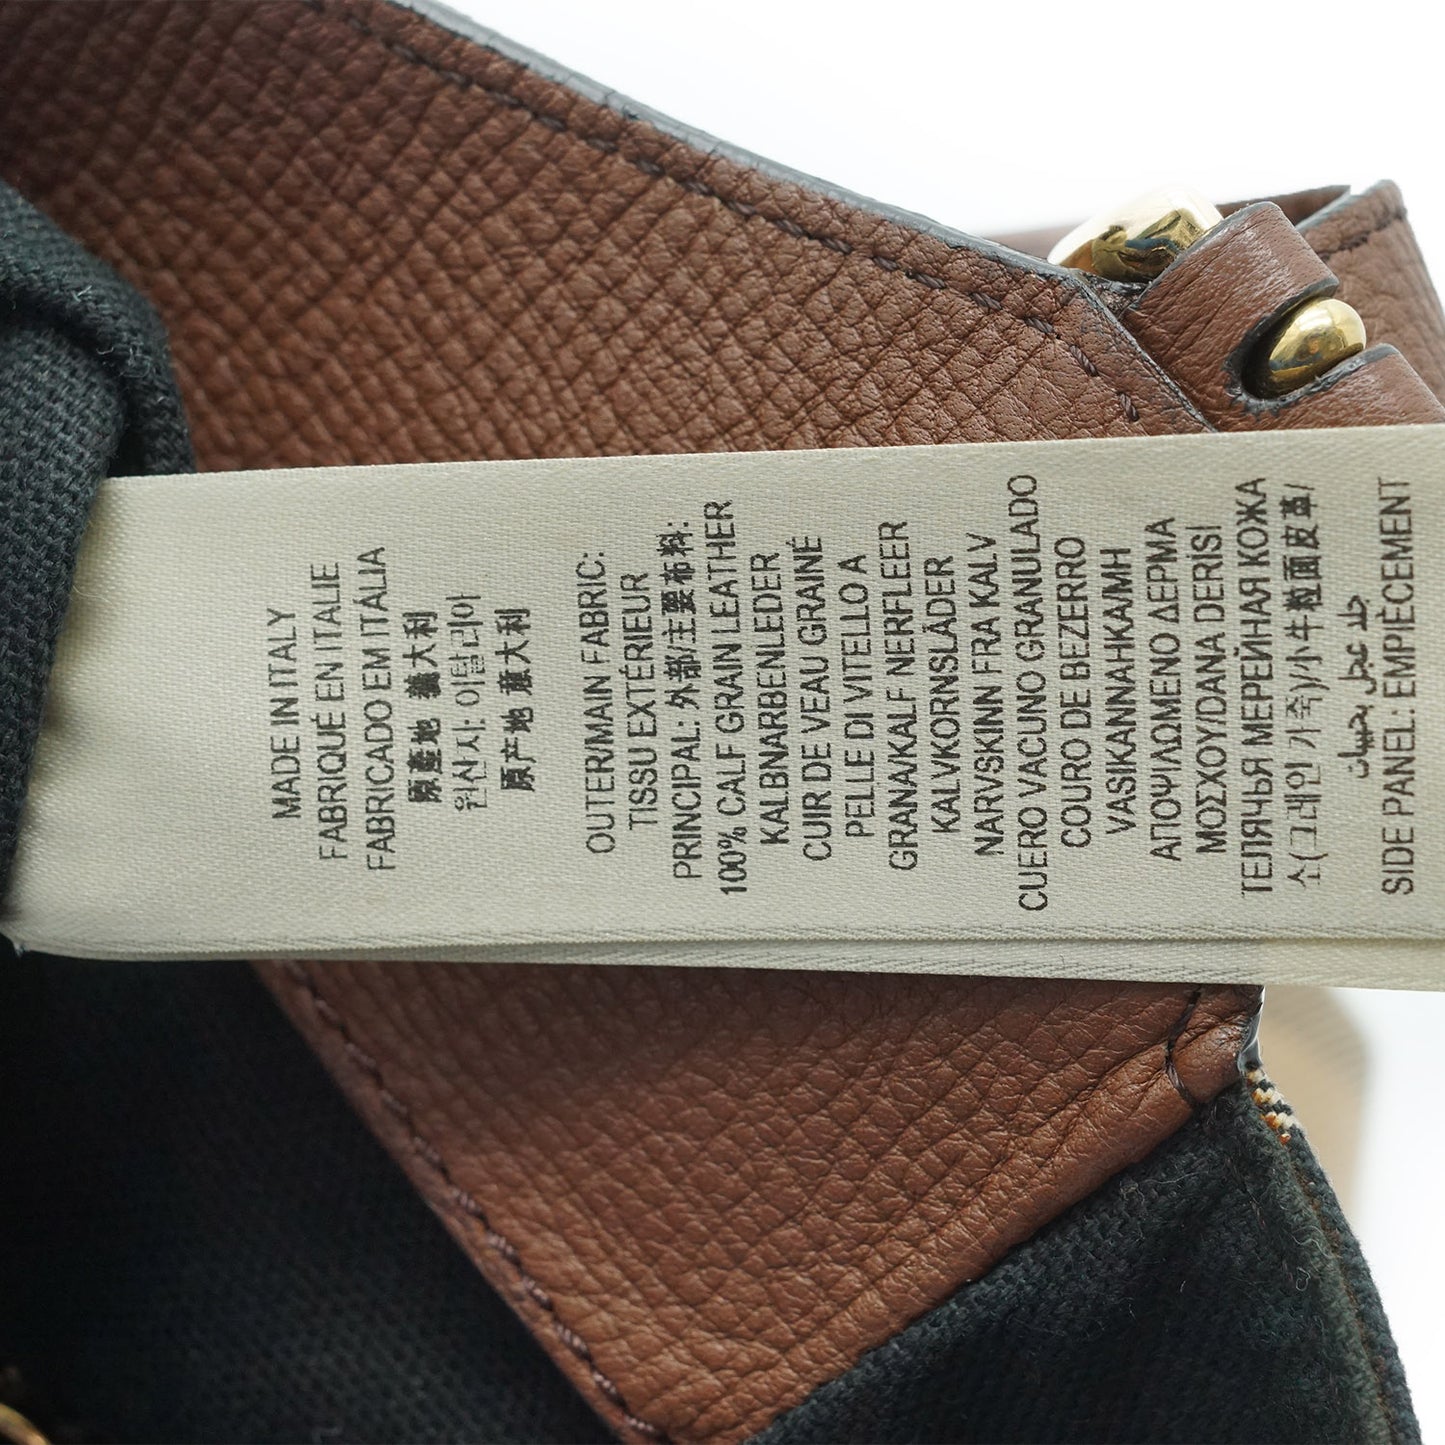 MADE IN ITALY
FABRIQUÉ EN ITALIE
FABRICADO EM ITÁLIA
原產地 義大利
원산지: 이탈리아
原产地 意大利
OUTER/MAIN FABRIC:
TISSU EXTÉRIEUR
PRINCIPAL: 外部/主要布料:
100% CALF GRAIN LEATHER
KALBNARBENLEDER
CUIR DE VEAU GRAINÉ
PELLE DI VITELLO A
GRANA/KALF NERFLEER
KALVKORNSLÄDER
NARVSKINN FRA KALV
CUERO VACUNO GRANULADO
COURO DE BEZERRO
VASIKANNAHKA/MH
ΑΠΟΨΙΛΩΜΕΝΟ ΔΕΡΜΑ
ΜΟΣΧΟΥ/DANA DERİSİ
ТЕЛЯЧЬЯ МЕРЕЙНАЯ КОЖА
소(그레인 가죽)/小牛粒面皮革/
جلد عجل بحبيبات
SIDE PANEL: EMPIÈCEMENT